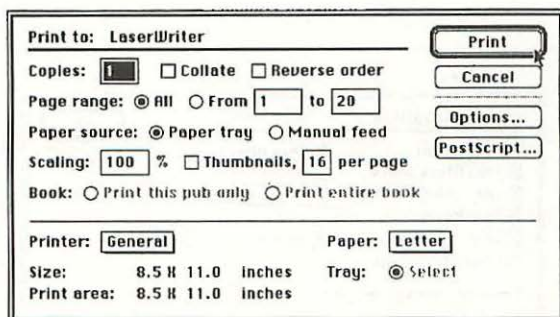 Print to: LaserWriter
Print
Copies: 1 Collate Reverse order
Cancel
Page range: All From 1 to 20
Options...
Paper source: Paper tray Manual feed
PostScript...
Scaling: 100 % Thumbnails, 16 per page
Book: Print this pub only Print entire book
Printer: General Paper: Letter
Size: 8.5 X 11.0 inches Tray: Select
Print area: 8.5 X 11.0 inches